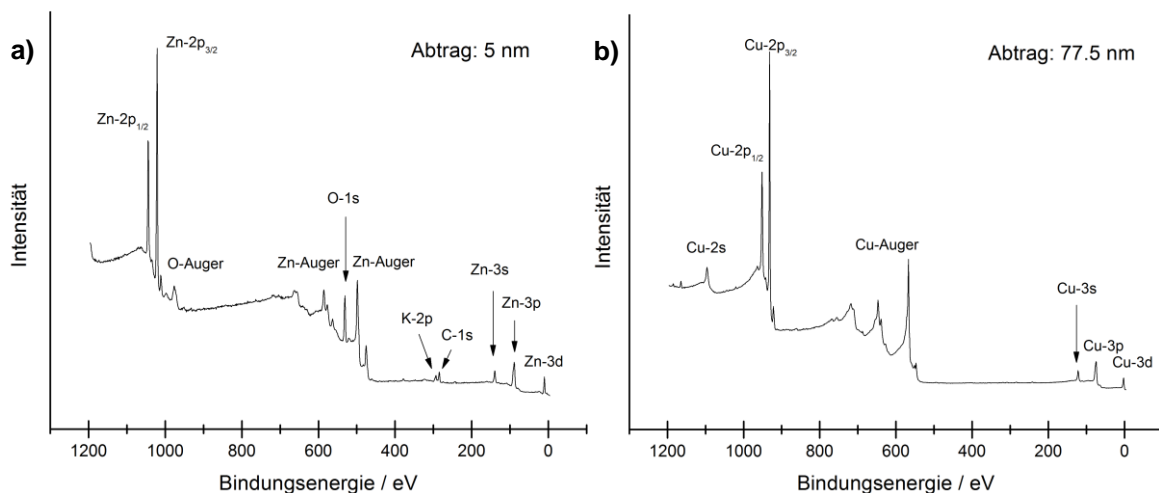 a)
Abtrag: 5 nm
Zn-2p3/2
Zn-2p1/2
O-1s
O-Auger
Zn-Auger
Zn-Auger
Zn-3s
Zn-3p
K-2p
C-1s
Zn-3d
Intensität
1200 1000 800 600 400 200 0
Bindungsenergie / eV
b)
Abtrag: 77.5 nm
Cu-2p3/2
Cu-2p1/2
Cu-2s
Cu-Auger
Cu-3s
Cu-3p
Cu-3d
Intensität
1200 1000 800 600 400 200 0
Bindungsenergie / eV